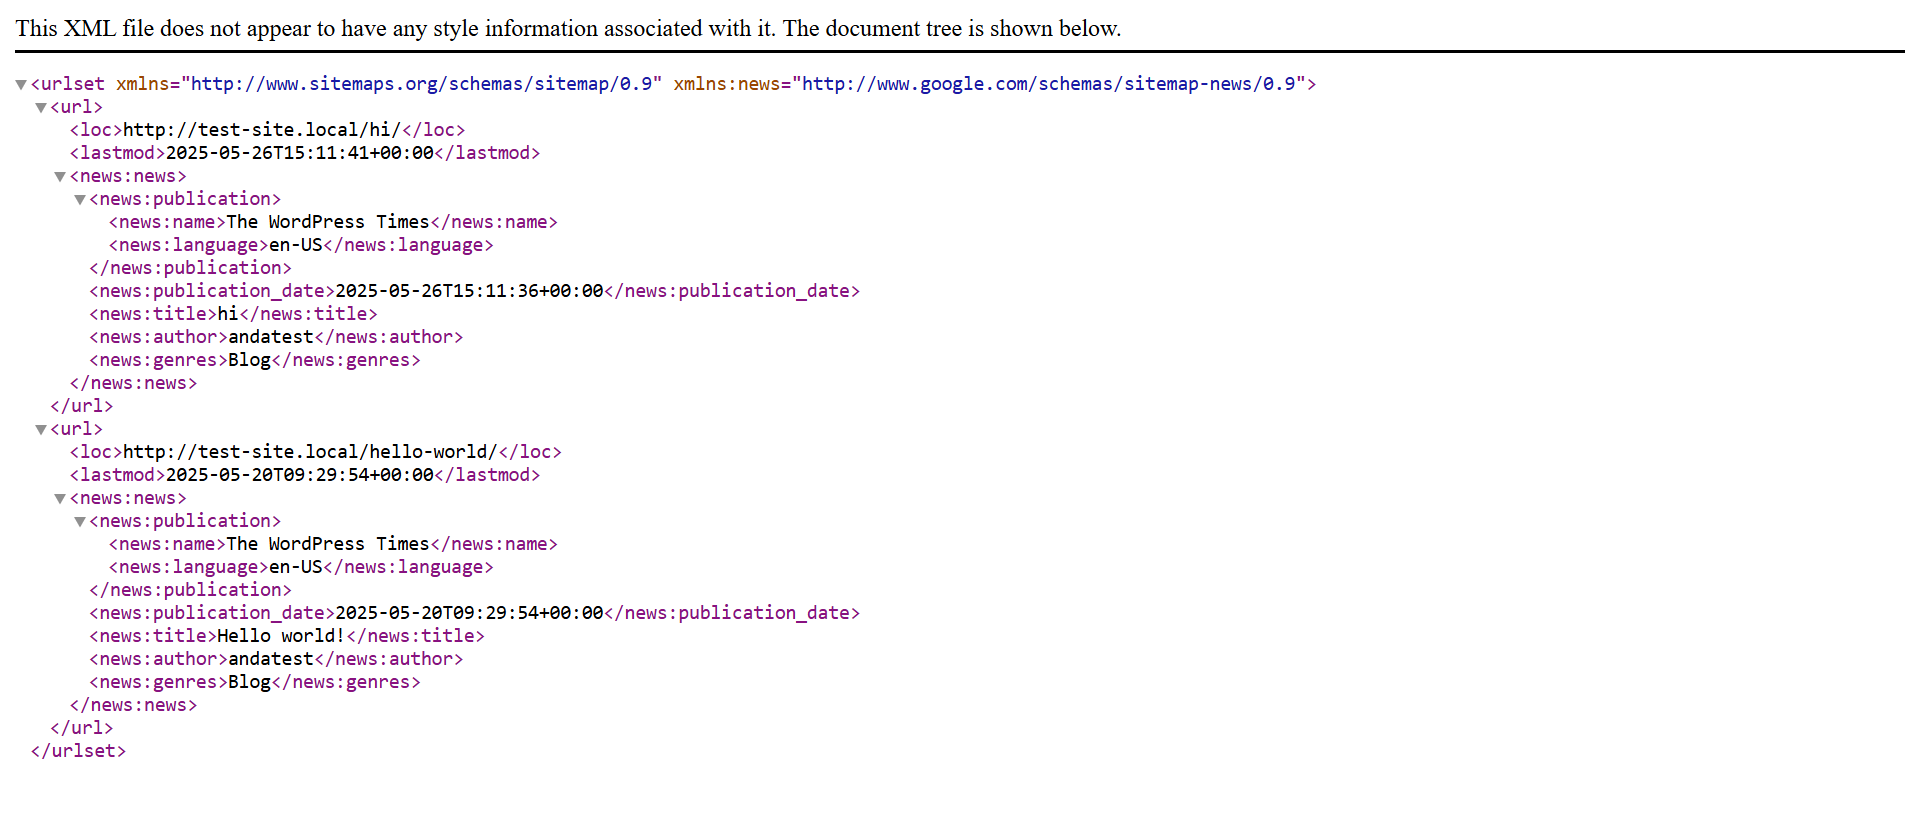 This XML file does not appear to have any style information associated with it. The document tree is shown below.
▼<urlset xmlns="http://www.sitemaps.org/schemas/sitemap/0.9" xmlns:news="http://www.google.com/schemas/sitemap-news/0.9">
▼<url>
<loc>http://test-site.local/hi/</loc>
<lastmod>2025-05-26T15:11:41+00:00</lastmod>
▼<news:news>
▼<news:publication>
<news:name>The WordPress Times</news:name>
<news:language>en-US</news:language>
</news:publication>
<news:publication_date>2025-05-26T15:11:36+00:00</news:publication_date>
<news:title>hi</news:title>
<news:author>andatest</news:author>
<news:genres>Blog</news:genres>
</news:news>
</url>
▼<url>
<loc>http://test-site.local/hello-world/</loc>
<lastmod>2025-05-20T09:29:54+00:00</lastmod>
▼<news:news>
▼<news:publication>
<news:name>The WordPress Times</news:name>
<news:language>en-US</news:language>
</news:publication>
<news:publication_date>2025-05-20T09:29:54+00:00</news:publication_date>
<news:title>Hello world!</news:title>
<news:author>andatest</news:author>
<news:genres>Blog</news:genres>
</news:news>
</url>
</urlset>